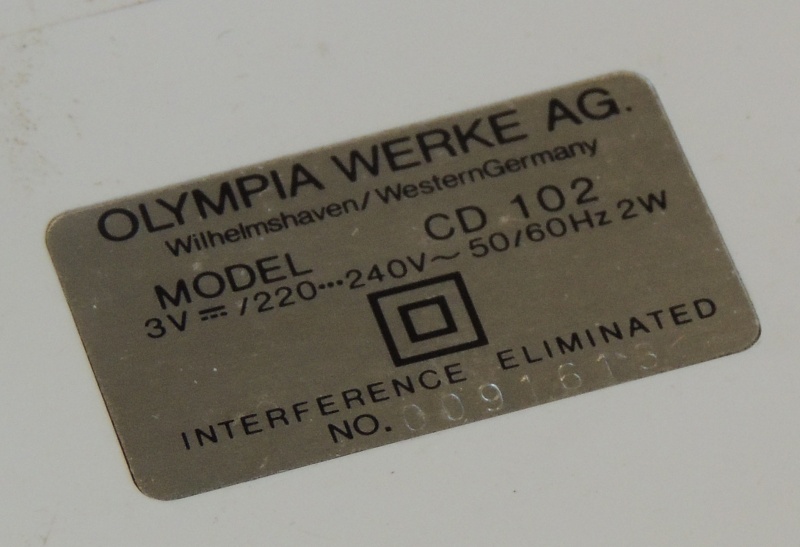 OLYMPIA WERKE AG.
Wilhelmshaven/WesternGermany
MODEL CD 102
3V⎓/220···240V~ 50/60Hz 2W
INTERFERENCE ELIMINATED
NO. 0091613